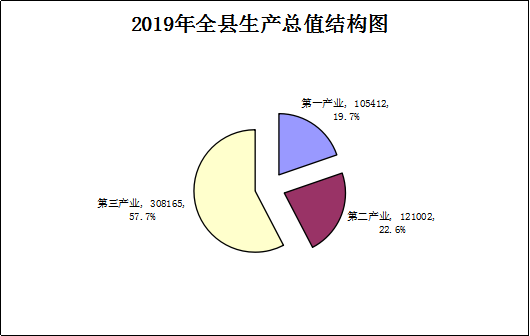 2019年全县生产总值结构图
第一产业, 105412,
19.7%
第三产业, 308165,
57.7%
第二产业, 121002,
22.6%